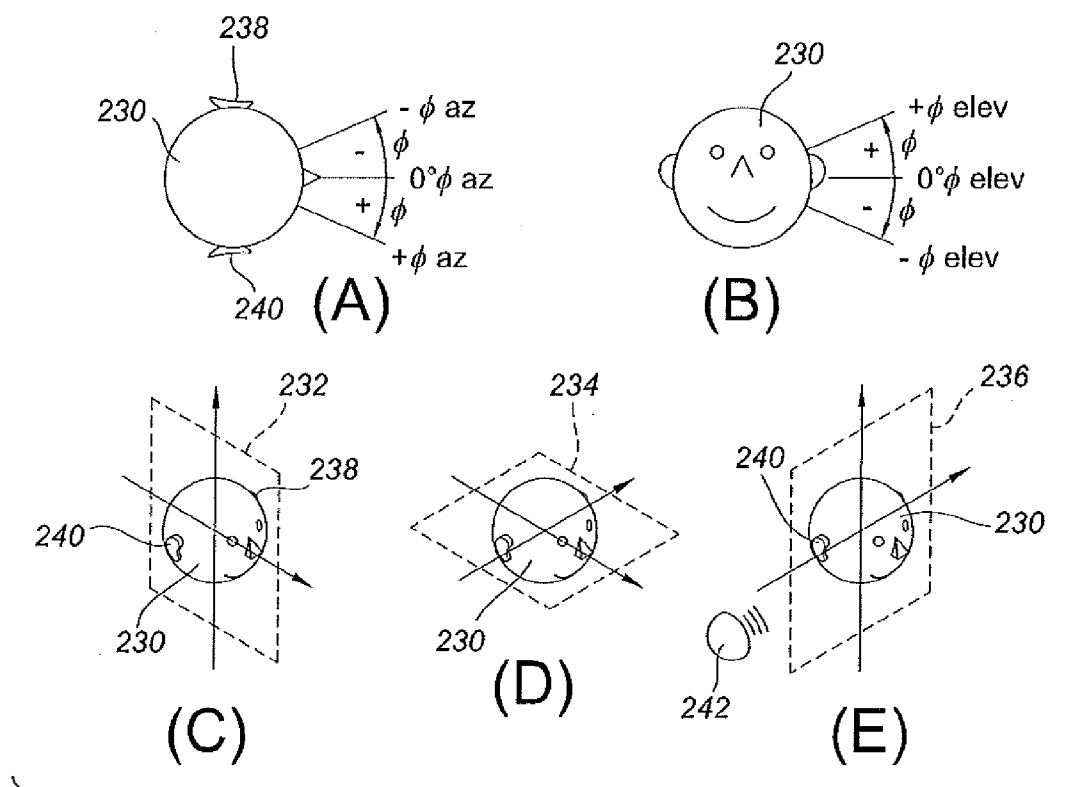 238
230
- ϕ az
- ϕ
0°ϕ az
+ ϕ
+ϕ az
240
(A)
230
+ϕ elev
+ ϕ
0°ϕ elev
- ϕ
- ϕ elev
(B)
232
238
240
230
(C)
234
230
(D)
236
240
230
242
(E)